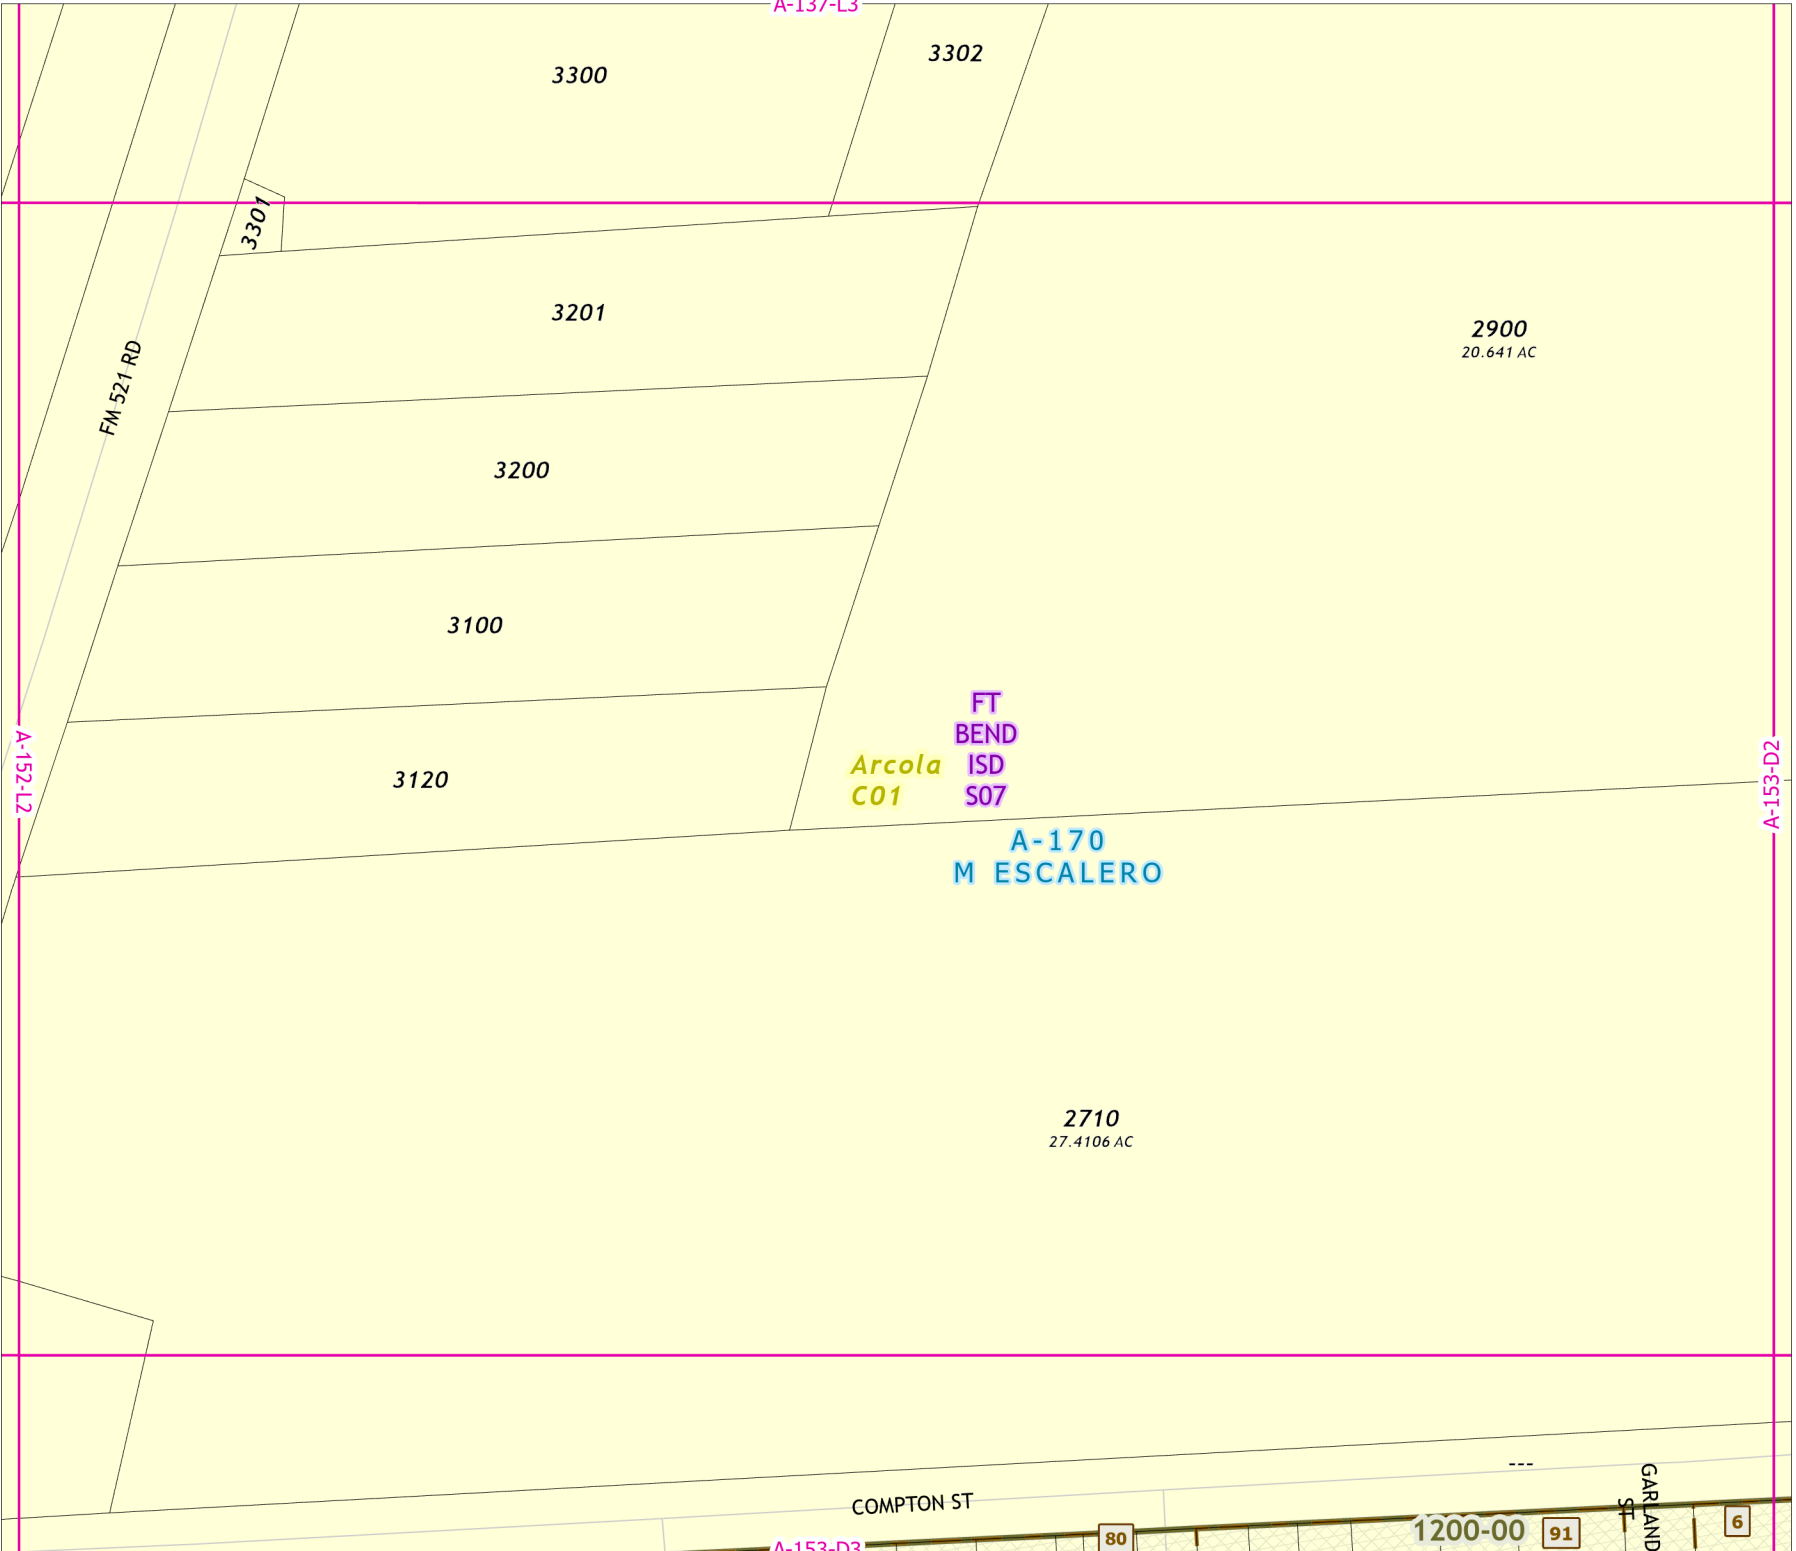 A-137-L3
3302
3300
3301
3201
2900
20.641 AC
FM 521 RD
3200
3100
FT
BEND
ISD
S07
Arcola
C01
A-152-L2
A-153-D2
3120
A-170
M ESCALERO
2710
27.4106 AC
---
COMPTON ST
GARLAND
ST
1200-00
80
91
6
A-153-D3